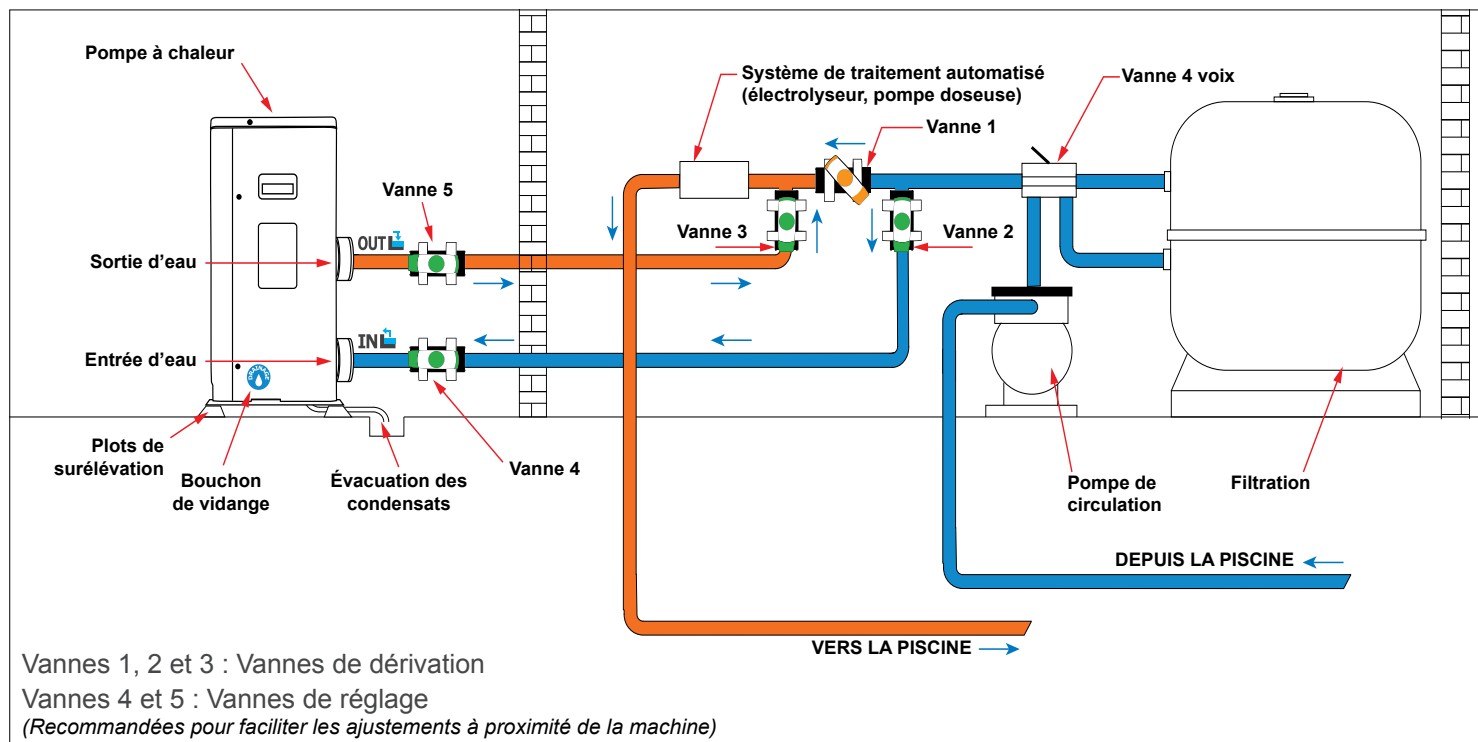 Pompe à chaleur
Système de traitement automatisé
(électrolyseur, pompe doseuse)
Vanne 4 voix
Vanne 1
Vanne 5
OUT
Vanne 3
Vanne 2
Sortie d'eau
IN
Entrée d'eau
Plots de
surélévation
Bouchon
de vidange
Évacuation des
condensats
Vanne 4
Pompe de
circulation
Filtration
DEPUIS LA PISCINE
VERS LA PISCINE
Vannes 1, 2 et 3 : Vannes de dérivation
Vannes 4 et 5 : Vannes de réglage
(Recommandées pour faciliter les ajustements à proximité de la machine)